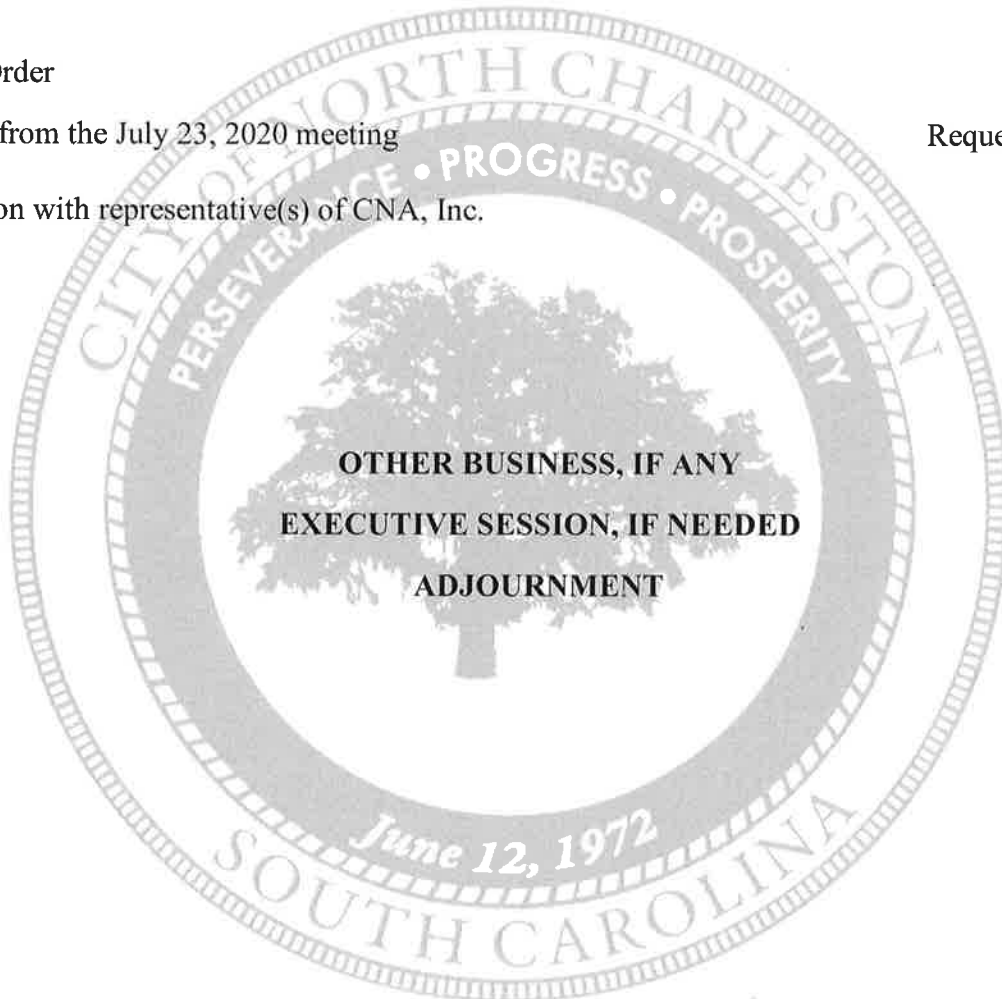 Order
from the July 23, 2020 meeting
Reque
on with representative(s) of CNA, Inc.
CITY OF NORTH CHARLESTON
PERSEVERANCE • PROGRESS • PROSPERITY
OTHER BUSINESS, IF ANY
EXECUTIVE SESSION, IF NEEDED
ADJOURNMENT
June 12, 1972
SOUTH CAROLINA